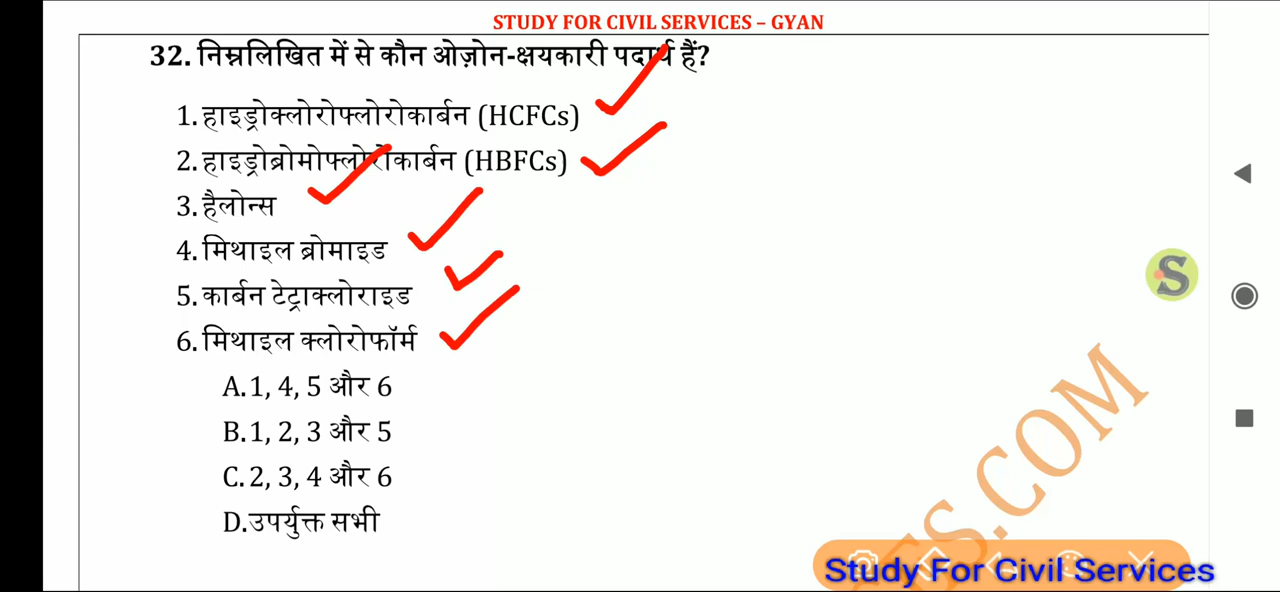 STUDY FOR CIVIL SERVICES – GYAN
32. निम्नलिखित में से कौन ओज़ोन-क्षयकारी पदार्थ हैं?
1. हाइड्रोक्लोरोफ्लोरोकार्बन (HCFCs)
2. हाइड्रोब्रोमोफ्लोरोकार्बन (HBFCs)
3. हैलोन्स
4. मिथाइल ब्रोमाइड
5. कार्बन टेट्राक्लोराइड
6. मिथाइल क्लोरोफॉर्म
A. 1, 4, 5 और 6
B. 1, 2, 3 और 5
C. 2, 3, 4 और 6
D. उपर्युक्त सभी
S
S.COM
Study For Civil Services